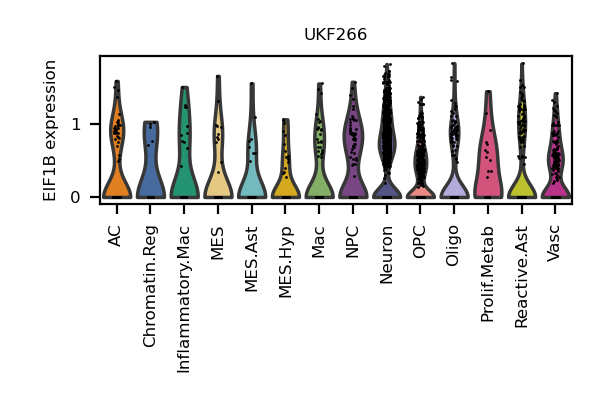 UKF266
EIF1B expression
1
0
AC
Chromatin.Reg
Inflammatory.Mac
MES
MES.Ast
MES.Hyp
Mac
NPC
Neuron
OPC
Oligo
Prolif.Metab
Reactive.Ast
Vasc